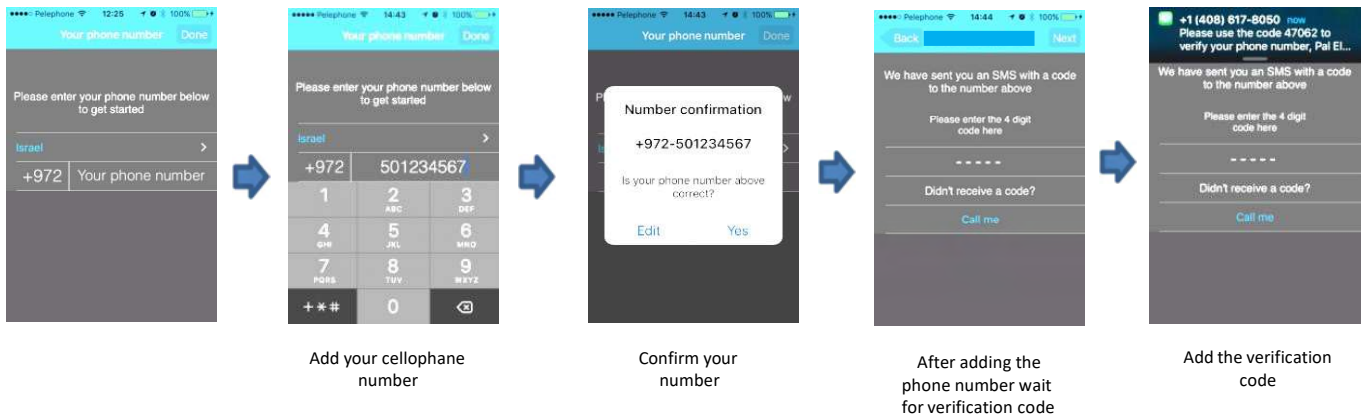 Pelephone 12:25 100%
Your phone number Done
Please enter your phone number below
to get started
Israel >
+972 Your phone number
Pelephone 14:43 100%
Your phone number Done
Please enter your phone number below
to get started
Israel >
+972 501234567
1 2 3
ABC DEF
4 5 6
GHI JKL MNO
7 8 9
PQRS TUV WXYZ
+*# 0
Add your cellophane
number
Pelephone 14:43 100%
Your phone number Done
P w
Number confirmation
+972-501234567
Is your phone number above
correct?
Edit Yes
Confirm your
number
Pelephone 14:44 100%
Back Next
We have sent you an SMS with a code
to the number above
Please enter the 4 digit
code here
- - - - -
Didn't receive a code?
Call me
After adding the
phone number wait
for verification code
+1 (408) 617-8050 now
Please use the code 47062 to
verify your phone number, Pal El...
We have sent you an SMS with a code
to the number above
Please enter the 4 digit
code here
- - - - -
Didn't receive a code?
Call me
Add the verification
code